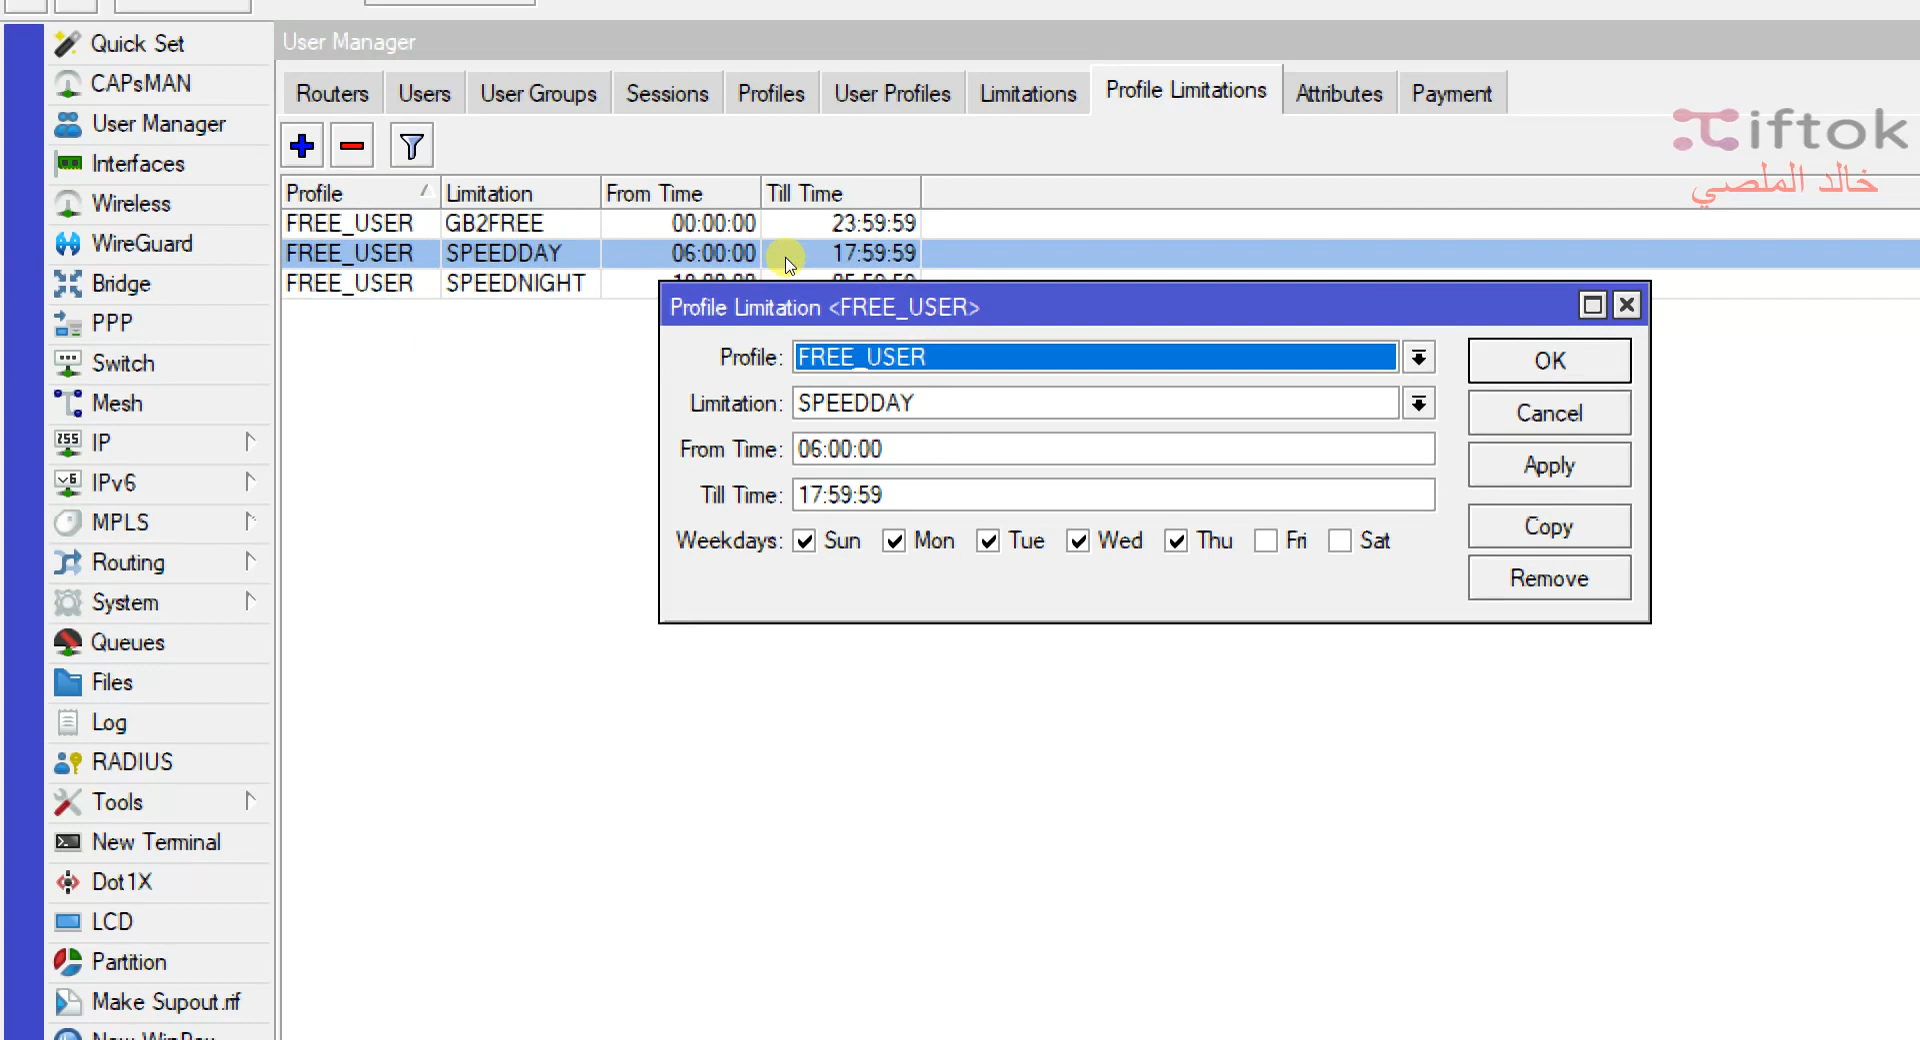 Quick Set
CAPsMAN
User Manager
Interfaces
Wireless
WireGuard
Bridge
PPP
Switch
Mesh
IP
IPv6
MPLS
Routing
System
Queues
Files
Log
RADIUS
Tools
New Terminal
Dot1X
LCD
Partition
Make Supout.rif
New WinBox
User Manager
Routers Users User Groups Sessions Profiles User Profiles Limitations Profile Limitations Attributes Payment
iftok
خالد الملصي
Profile Limitation From Time Till Time
FREE_USER GB2FREE 00:00:00 23:59:59
FREE_USER SPEEDDAY 06:00:00 17:59:59
FREE_USER SPEEDNIGHT
Profile Limitation <FREE_USER>
Profile: FREE_USER
Limitation: SPEEDDAY
From Time: 06:00:00
Till Time: 17:59:59
Weekdays: Sun Mon Tue Wed Thu Fri Sat
OK
Cancel
Apply
Copy
Remove